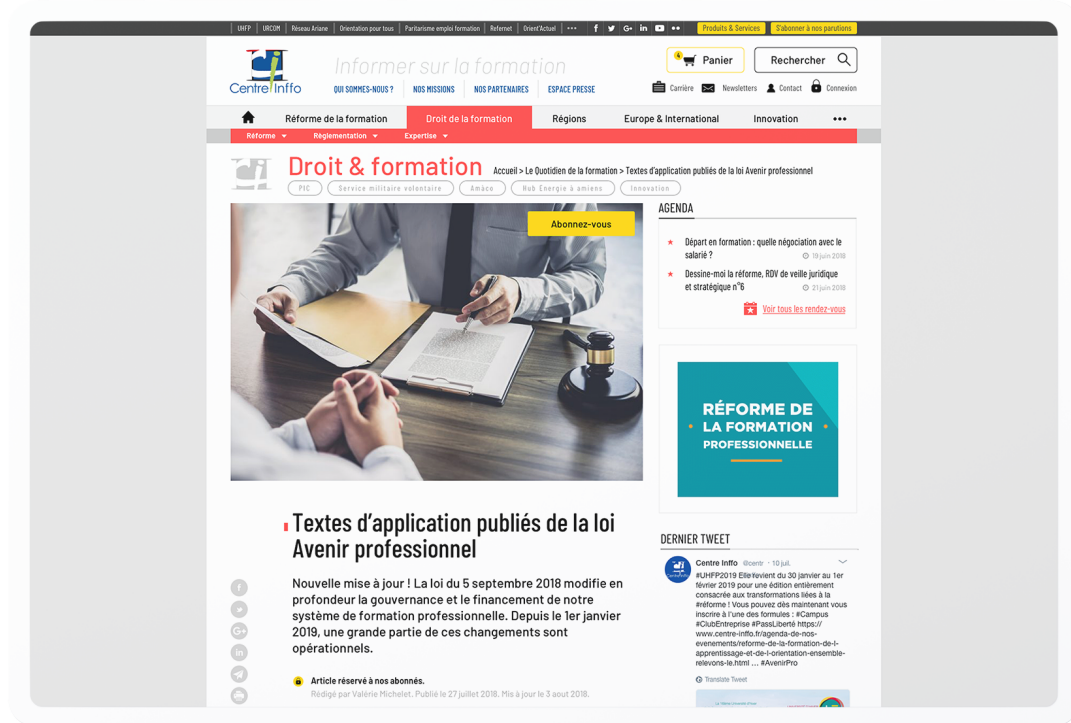 UHFP URCOM Réseau Ariane Orientation pour tous Paritarisme emploi formation Refernet Orient'Actuel ••• Produits & Services S'abonner à nos parutions
Centre Inffo
Informer sur la formation
QUI SOMMES-NOUS ? NOS MISSIONS NOS PARTENAIRES ESPACE PRESSE
4 Panier
Rechercher
Carrière Newsletters Contact Connexion
Réforme de la formation Droit de la formation Régions Europe & International Innovation •••
Réforme Règlementation Expertise
Droit & formation
Accueil > Le Quotidien de la formation > Textes d'application publiés de la loi Avenir professionnel
PIC Service militaire volontaire Amàco Hub Énergie à amiens Innovation
Abonnez-vous
AGENDA
Départ en formation : quelle négociation avec le
salarié ? 19 juin 2018
Dessine-moi la réforme, RDV de veille juridique
et stratégique n°6 21 juin 2018
Voir tous les rendez-vous
RÉFORME DE
LA FORMATION
PROFESSIONNELLE
Textes d'application publiés de la loi
Avenir professionnel
Nouvelle mise à jour ! La loi du 5 septembre 2018 modifie en
profondeur la gouvernance et le financement de notre
système de formation professionnelle. Depuis le 1er janvier
2019, une grande partie de ces changements sont
opérationnels.
Article réservé à nos abonnés.
Rédigé par Valérie Michelet. Publié le 27 juillet 2018. Mis à jour le 3 aout 2018.
DERNIER TWEET
Centre Inffo @centr · 10 juil.
#UHFP2019 Elle revient du 30 janvier au 1er
février 2019 pour une édition entièrement
consacrée aux transformations liées à la
#réforme ! Vous pouvez dès maintenant vous
inscrire à l'une des formules : #Campus
#ClubEntreprise #PassLiberté https://
www.centre-inffo.fr/agenda-de-nos-
evenements/reforme-de-la-formation-de-l-
apprentissage-et-de-l-orientation-ensemble-
relevons-le.html ... #AvenirPro
Translate Tweet